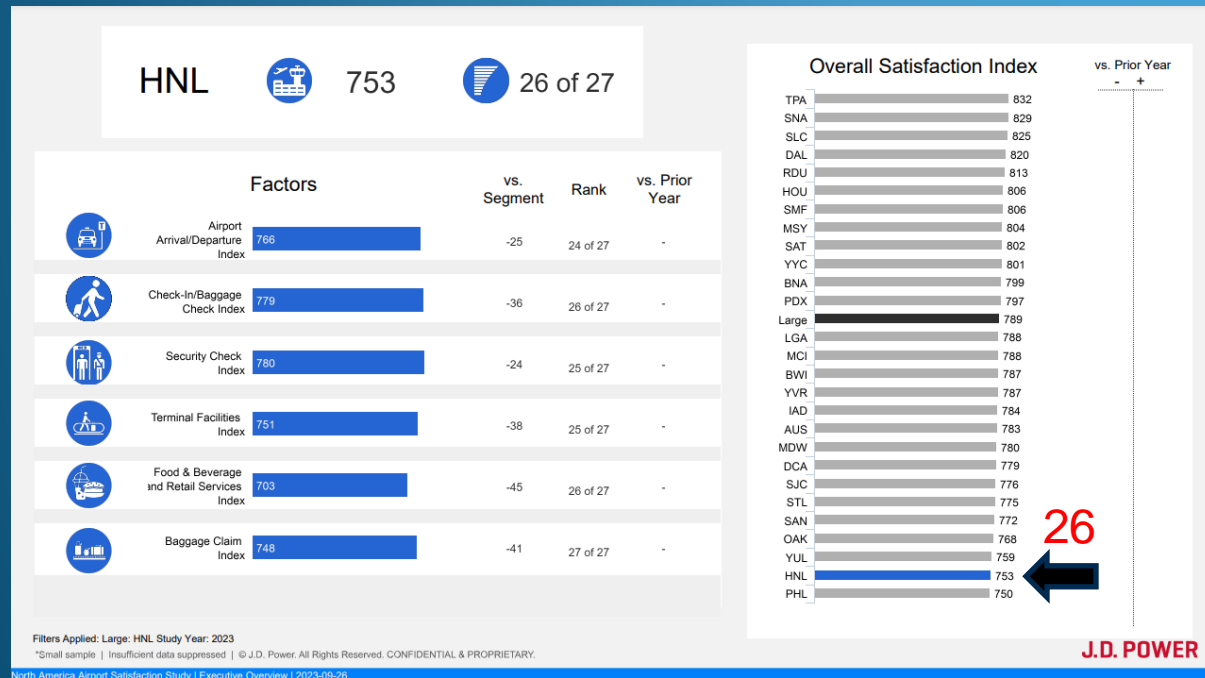 HNL 753 26 of 27
Factors vs. Segment Rank vs. Prior Year
Airport Arrival/Departure Index 766 -25 24 of 27 -
Check-In/Baggage Check Index 779 -36 26 of 27 -
Security Check Index 780 -24 25 of 27 -
Terminal Facilities Index 751 -38 25 of 27 -
Food & Beverage and Retail Services Index 703 -45 26 of 27 -
Baggage Claim Index 748 -41 27 of 27 -
Overall Satisfaction Index vs. Prior Year
- +
TPA 832
SNA 829
SLC 825
DAL 820
RDU 813
HOU 806
SMF 806
MSY 804
SAT 802
YYC 801
BNA 799
PDX 797
Large 789
LGA 788
MCI 788
BWI 787
YVR 787
IAD 784
AUS 783
MDW 780
DCA 779
SJC 776
STL 775
SAN 772
OAK 768
YUL 759
HNL 753
PHL 750
26
Filters Applied: Large: HNL Study Year: 2023
*Small sample | Insufficient data suppressed | © J.D. Power. All Rights Reserved. CONFIDENTIAL & PROPRIETARY.
J.D. POWER
North America Airport Satisfaction Study | Executive Overview | 2023-09-26